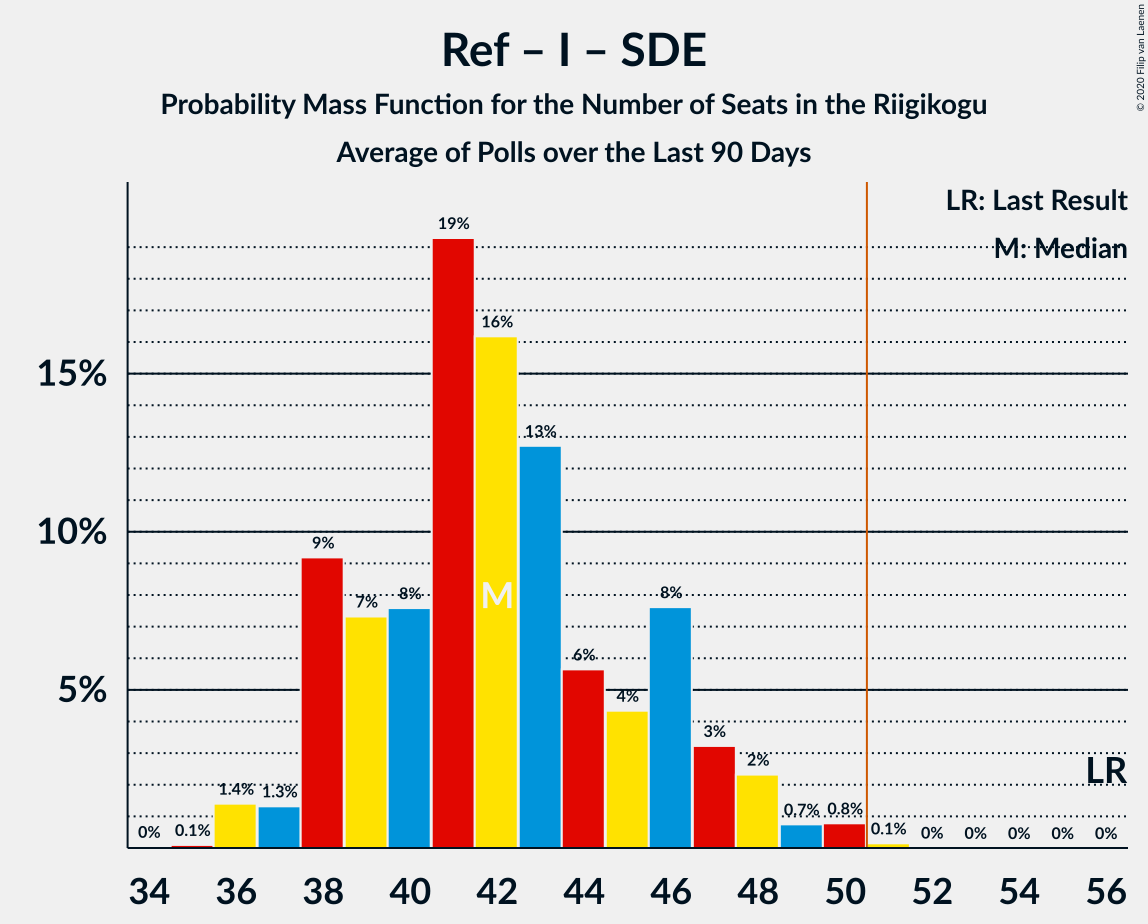 Ref – I – SDE
Probability Mass Function for the Number of Seats in the Riigikogu
Average of Polls over the Last 90 Days
© 2020 Filip van Laenen
LR: Last Result
M: Median
15%
10%
5%
0%
0.1%
1.4%
1.3%
9%
7%
8%
19%
16%
13%
6%
4%
8%
3%
2%
0.7%
0.8%
0.1%
0%
0%
0%
0%
0%
M
LR
34 36 38 40 42 44 46 48 50 52 54 56